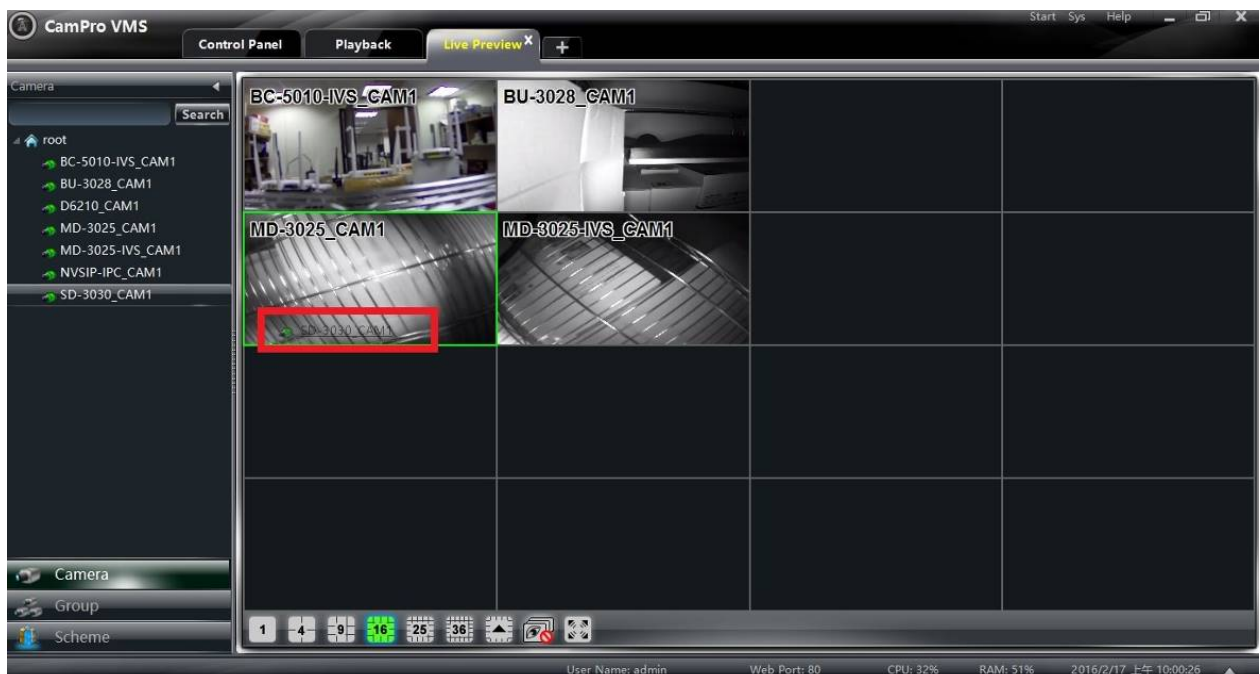 CamPro VMS
Start Sys Help
Control Panel
Playback
Live Preview
Camera
Search
root
BC-5010-IVS_CAM1
BU-3028_CAM1
D6210_CAM1
MD-3025_CAM1
MD-3025-IVS_CAM1
NVSIP-IPC_CAM1
SD-3030_CAM1
Camera
Group
Scheme
BC-5010-IVS_CAM1
BU-3028_CAM1
MD-3025_CAM1
MD-3025-IVS_CAM1
SD-3030_CAM1
1 4 9 16 25 36
User Name: admin
Web Port: 80
CPU: 32%
RAM: 51%
2016/2/17 上午 10:00:26